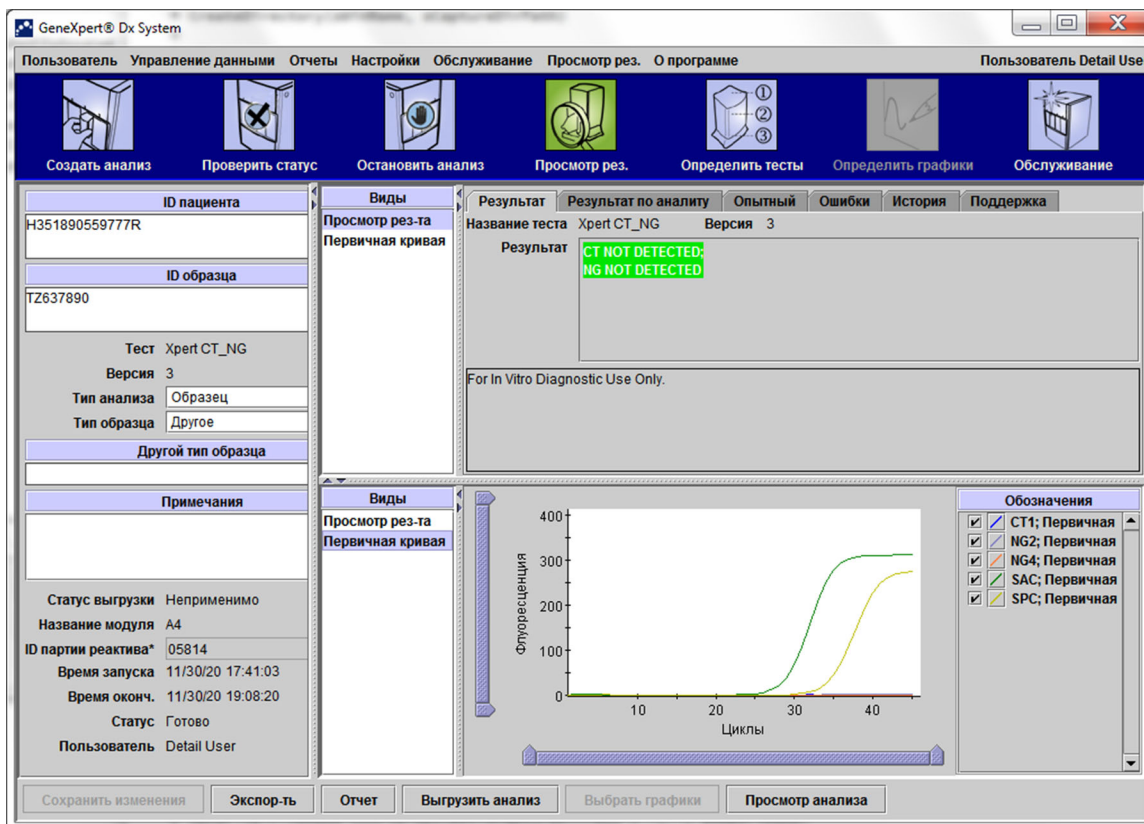 GeneXpert® Dx System
Пользователь Управление данными Отчеты Настройки Обслуживание Просмотр рез. О программе Пользователь Detail Use
Создать анализ Проверить статус Остановить анализ Просмотр рез. Определить тесты Определить графики Обслуживание
ID пациента
H351890559777R
ID образца
TZ637890
Тест Xpert CT_NG
Версия 3
Тип анализа Образец
Тип образца Другое
Другой тип образца
Примечания
Статус выгрузки Неприменимо
Название модуля A4
ID партии реактива* 05814
Время запуска 11/30/20 17:41:03
Время оконч. 11/30/20 19:08:20
Статус Готово
Пользователь Detail User
Виды
Просмотр рез-та
Первичная кривая
Результат Результат по аналиту Опытный Ошибки История Поддержка
Название теста Xpert CT_NG Версия 3
Результат CT NOT DETECTED;
NG NOT DETECTED
For In Vitro Diagnostic Use Only.
Виды
Просмотр рез-та
Первичная кривая
Флуоресценция
400
300
200
100
0
10 20 30 40
Циклы
Обозначения
CT1; Первичная
NG2; Первичная
NG4; Первичная
SAC; Первичная
SPC; Первичная
Сохранить изменения Экспор-ть Отчет Выгрузить анализ Выбрать графики Просмотр анализа